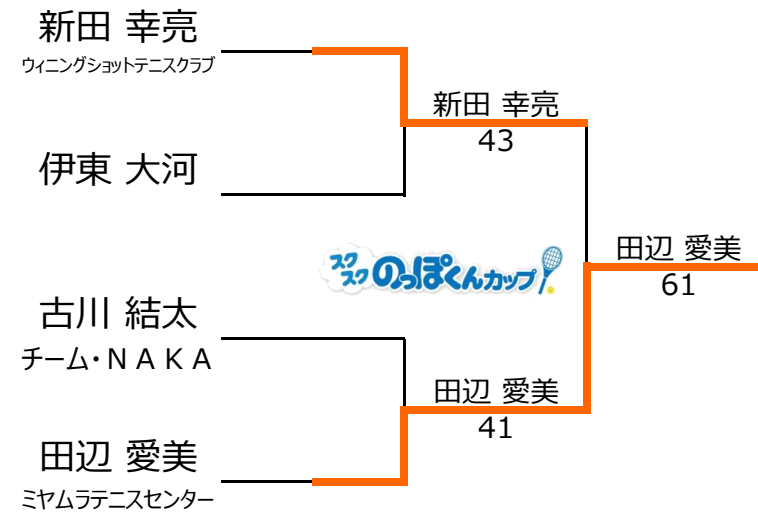 新田 幸亮
ウィニングショットテニスクラブ
新田 幸亮
43
伊東 大河
スクスク のっぽくんカップ
田辺 愛美
61
古川 結太
チーム・ＮＡＫＡ
田辺 愛美
41
田辺 愛美
ミヤムラテニスセンター